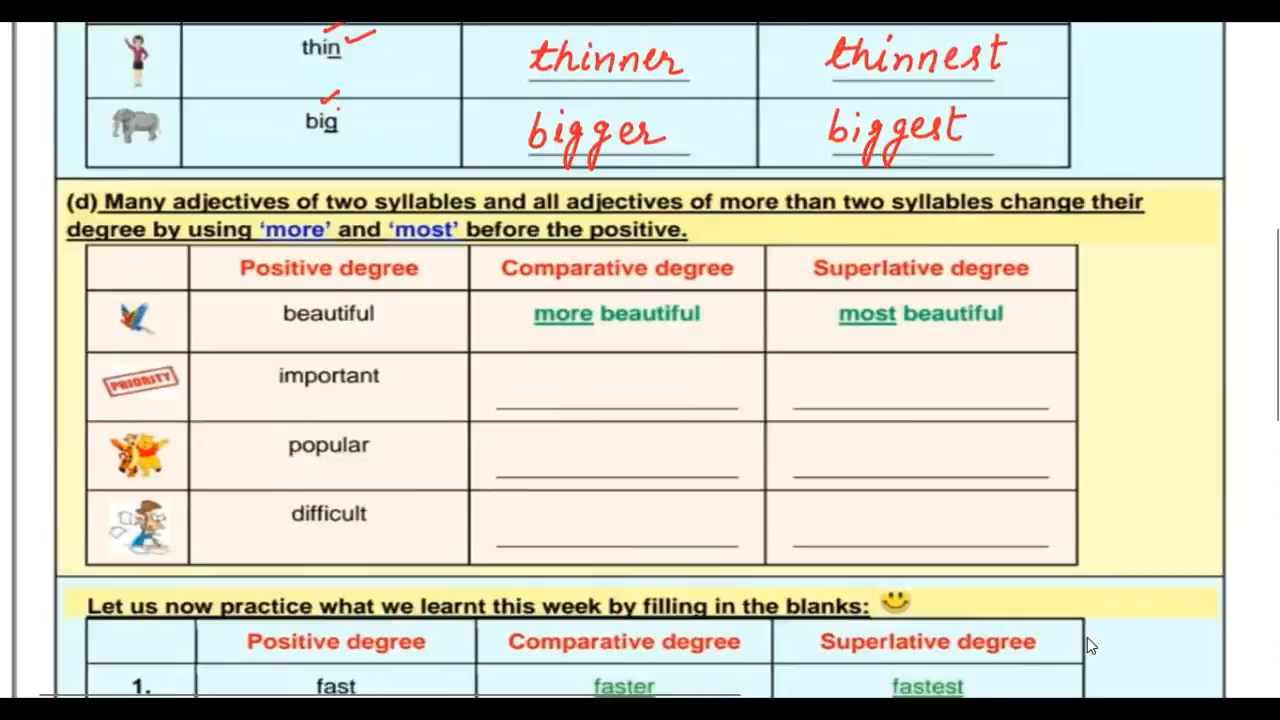 thin thinner thinnest
big bigger biggest
(d) Many adjectives of two syllables and all adjectives of more than two syllables change their
degree by using ‘more’ and ‘most’ before the positive.
Positive degree Comparative degree Superlative degree
beautiful more beautiful most beautiful
PRIORITY important
popular
difficult
Let us now practice what we learnt this week by filling in the blanks:
Positive degree Comparative degree Superlative degree
1. fast faster fastest